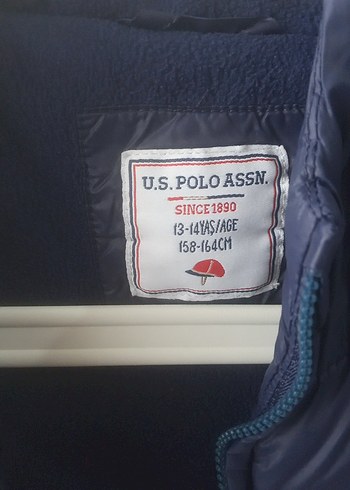 U.S. POLO ASSN.
SINCE 1890
13-14YAŞ/AGE
158-164CM